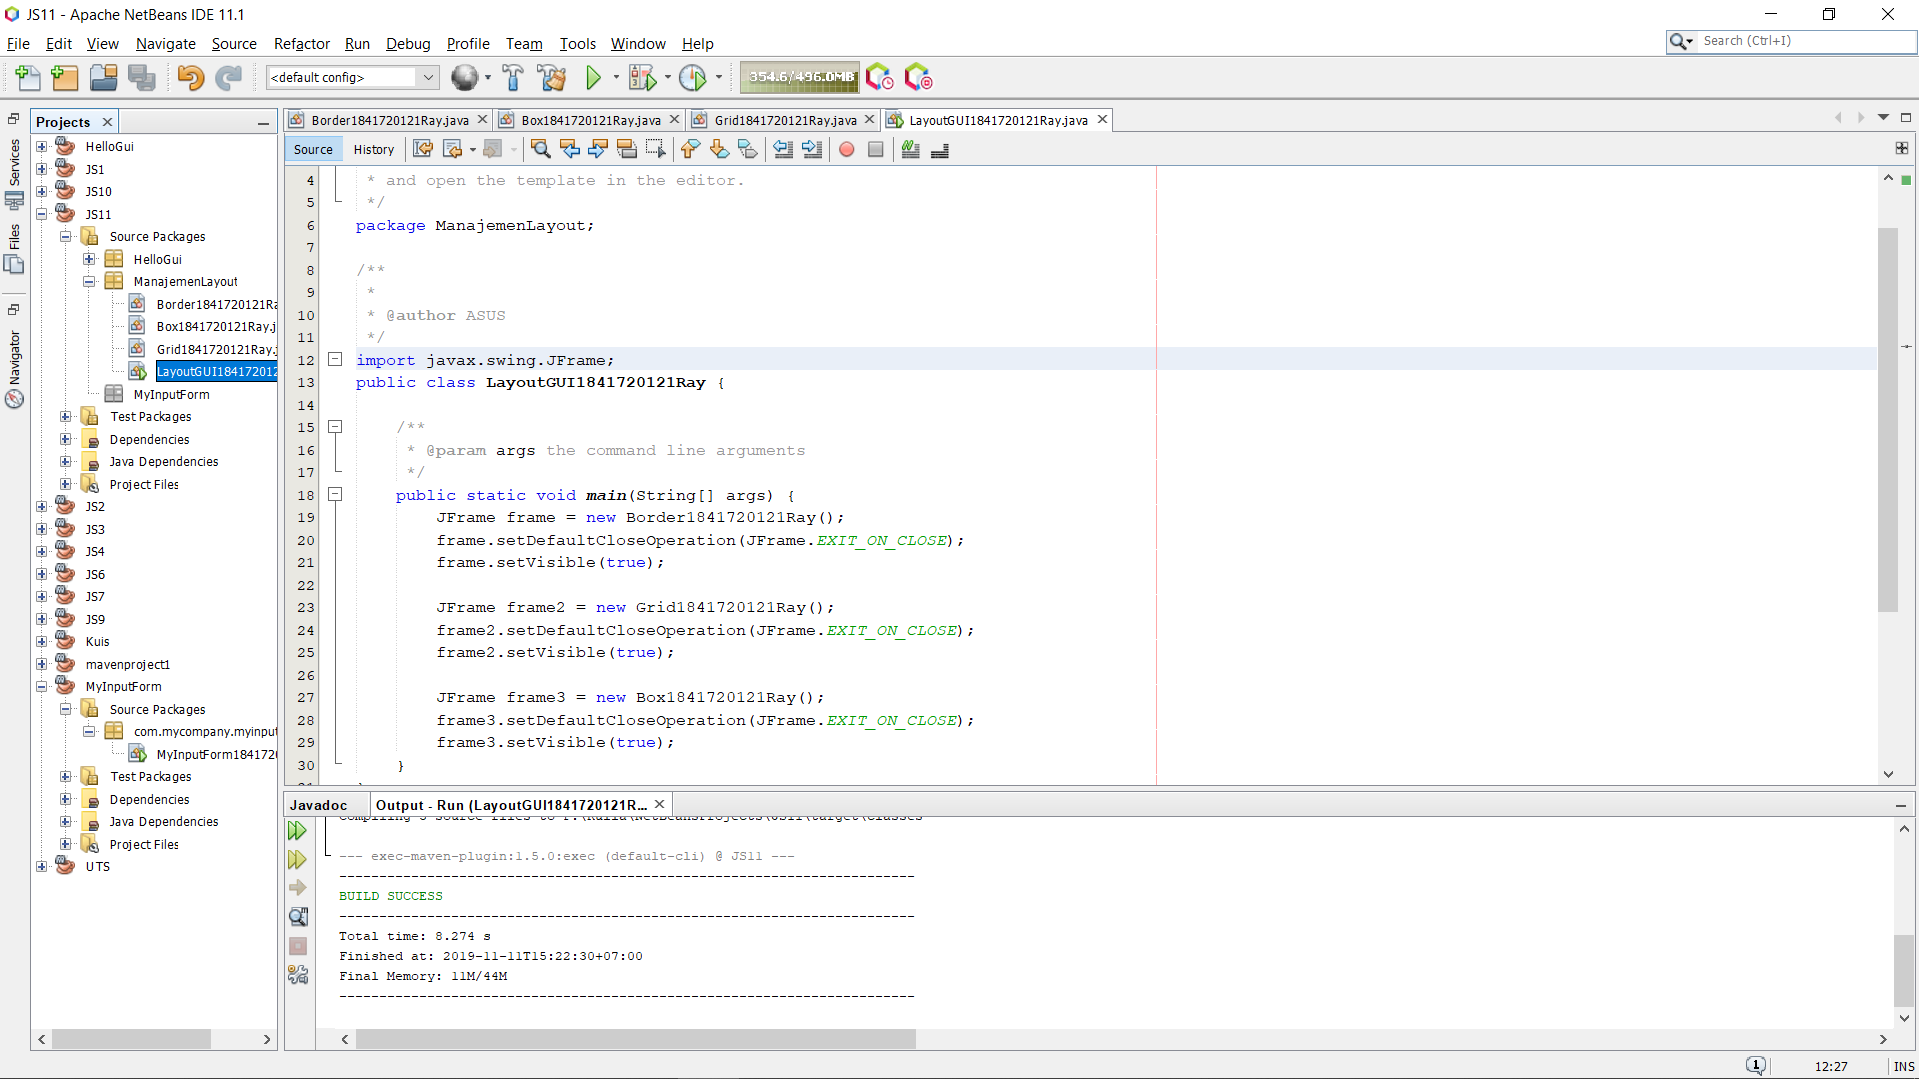 JS11 - Apache NetBeans IDE 11.1
File Edit View Navigate Source Refactor Run Debug Profile Team Tools Window Help
Search (Ctrl+I)
<default config>
354.6/496.0MB
Projects
Services
Files
Navigator
HelloGui
JS1
JS10
JS11
Source Packages
HelloGui
ManajemenLayout
Border1841720121Ra
Box1841720121Ray.j
Grid1841720121Ray.
LayoutGUI184172012
MyInputForm
Test Packages
Dependencies
Java Dependencies
Project Files
JS2
JS3
JS4
JS6
JS7
JS9
Kuis
mavenproject1
MyInputForm
Source Packages
com.mycompany.myinput
MyInputForm184172
Test Packages
Dependencies
Java Dependencies
Project Files
UTS
Border1841720121Ray.java Box1841720121Ray.java Grid1841720121Ray.java LayoutGUI1841720121Ray.java
Source History
4 * and open the template in the editor.
5 */
6 package ManajemenLayout;
7
8 /**
9 *
10 * @author ASUS
11 */
12 import javax.swing.JFrame;
13 public class LayoutGUI1841720121Ray {
14
15 /**
16 * @param args the command line arguments
17 */
18 public static void main(String[] args) {
19 JFrame frame = new Border1841720121Ray();
20 frame.setDefaultCloseOperation(JFrame.EXIT_ON_CLOSE);
21 frame.setVisible(true);
22
23 JFrame frame2 = new Grid1841720121Ray();
24 frame2.setDefaultCloseOperation(JFrame.EXIT_ON_CLOSE);
25 frame2.setVisible(true);
26
27 JFrame frame3 = new Box1841720121Ray();
28 frame3.setDefaultCloseOperation(JFrame.EXIT_ON_CLOSE);
29 frame3.setVisible(true);
30 }
Javadoc Output - Run (LayoutGUI1841720121R...
--- exec-maven-plugin:1.5.0:exec (default-cli) @ JS11 ---
------------------------------------------------------------------------
BUILD SUCCESS
------------------------------------------------------------------------
Total time: 8.274 s
Finished at: 2019-11-11T15:22:30+07:00
Final Memory: 11M/44M
------------------------------------------------------------------------
1 12:27 INS